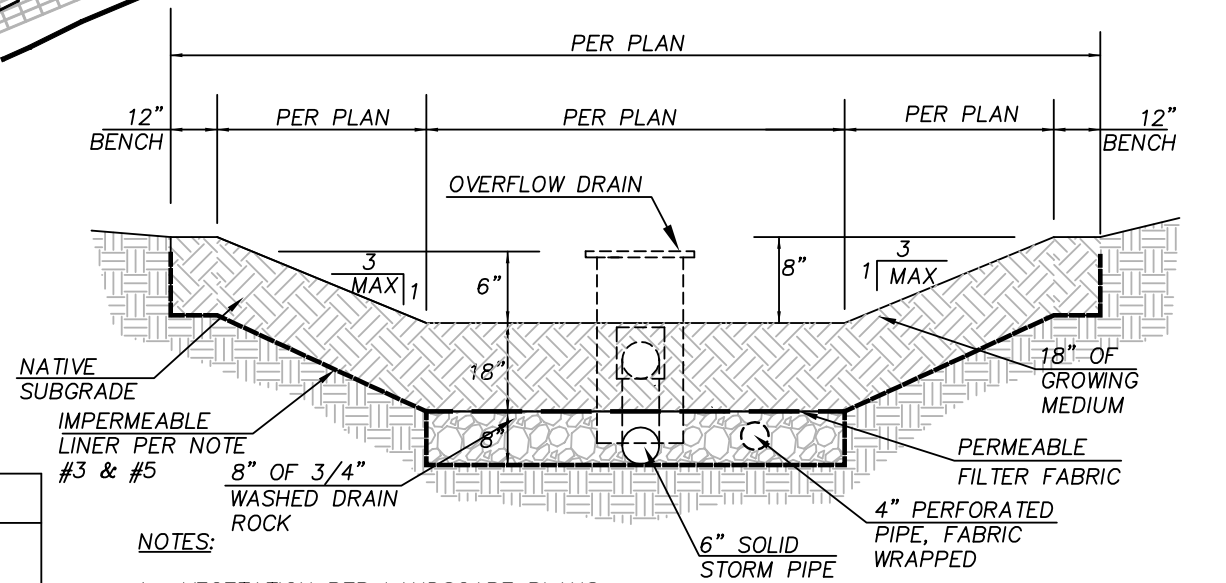 PER PLAN
12"
BENCH
PER PLAN
PER PLAN
PER PLAN
12"
BENCH
OVERFLOW DRAIN
3
MAX
1
6"
8"
3
1
MAX
18"
8"
NATIVE
SUBGRADE
IMPERMEABLE
LINER PER NOTE
#3 & #5
8" OF 3/4"
WASHED DRAIN
ROCK
18" OF
GROWING
MEDIUM
PERMEABLE
FILTER FABRIC
4" PERFORATED
PIPE, FABRIC
WRAPPED
6" SOLID
STORM PIPE
NOTES: